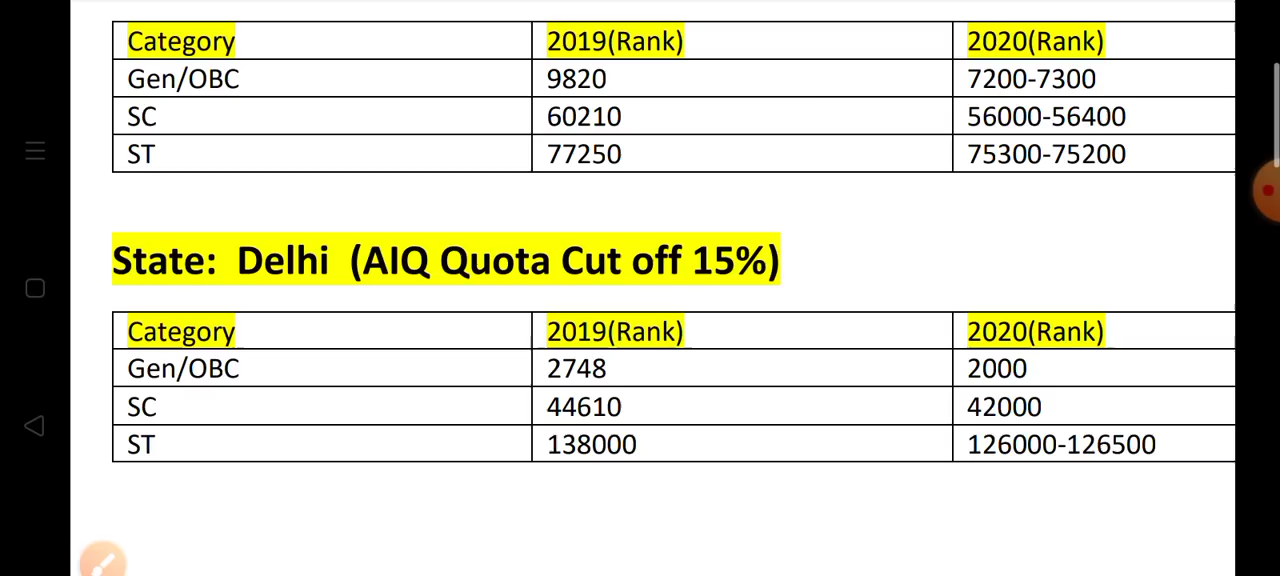 Category 2019(Rank) 2020(Rank)
Gen/OBC 9820 7200-7300
SC 60210 56000-56400
ST 77250 75300-75200
State: Delhi (AIQ Quota Cut off 15%)
Category 2019(Rank) 2020(Rank)
Gen/OBC 2748 2000
SC 44610 42000
ST 138000 126000-126500